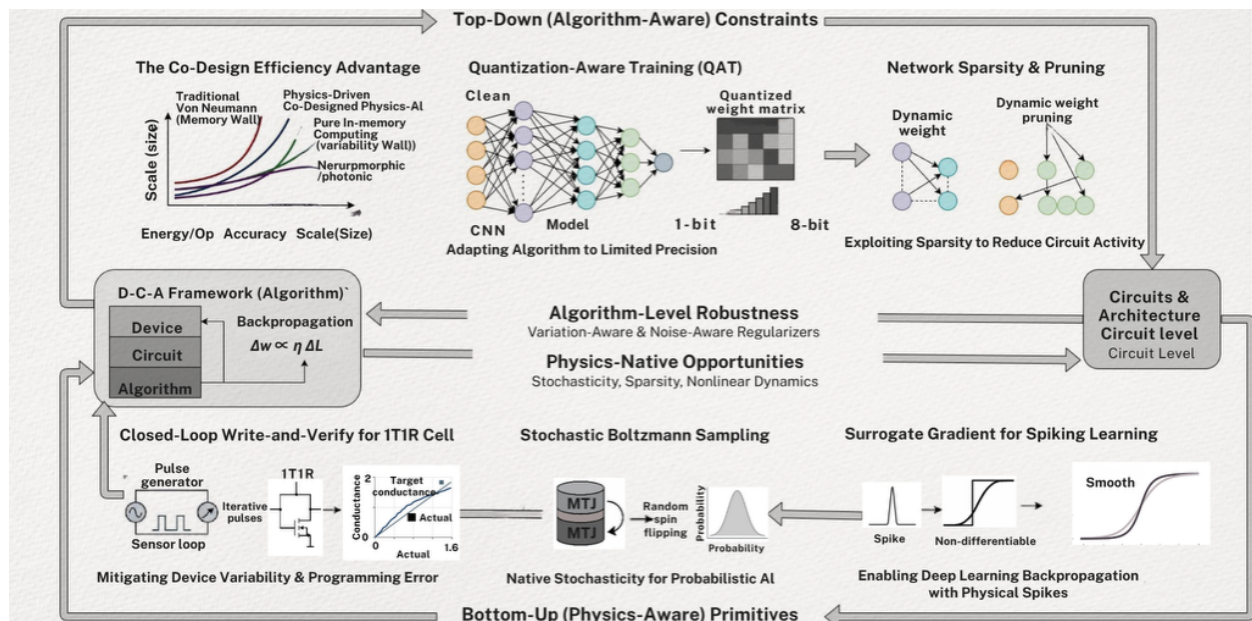 Top-Down (Algorithm-Aware) Constraints
The Co-Design Efficiency Advantage
Traditional
Von Neumann
(Memory Wall)
Physics-Driven
Co-Designed Physics-AI
Pure In-memory
Computing
(variability Wall))
Nerurpmorphic
/photonic
Scale (size)
Energy/Op Accuracy Scale(Size)
Quantization-Aware Training (QAT)
Clean
CNN
Model
Quantized
weight matrix
1-bit
8-bit
Adapting Algorithm to Limited Precision
Network Sparsity & Pruning
Dynamic
weight
Dynamic weight
pruning
Exploiting Sparsity to Reduce Circuit Activity
D-C-A Framework (Algorithm)`
Device
Circuit
Algorithm
Backpropagation
Δw ∝ η ΔL
Algorithm-Level Robustness
Variation-Aware & Noise-Aware Regularizers
Physics-Native Opportunities
Stochasticity, Sparsity, Nonlinear Dynamics
Circuits &
Architecture
Circuit level
Circuit Level
Closed-Loop Write-and-Verify for 1T1R Cell
Pulse
generator
Sensor loop
Iterative
pulses
1T1R
Conductance
2
0
Target
conductance
Actual
0
1.6
Actual
Mitigating Device Variability & Programming Error
Stochastic Boltzmann Sampling
MTJ
MTJ
Random
spin
flipping
Probability
Probability
Native Stochasticity for Probabilistic AI
Surrogate Gradient for Spiking Learning
Spike
Non-differentiable
Smooth
Enabling Deep Learning Backpropagation
with Physical Spikes
Bottom-Up (Physics-Aware) Primitives